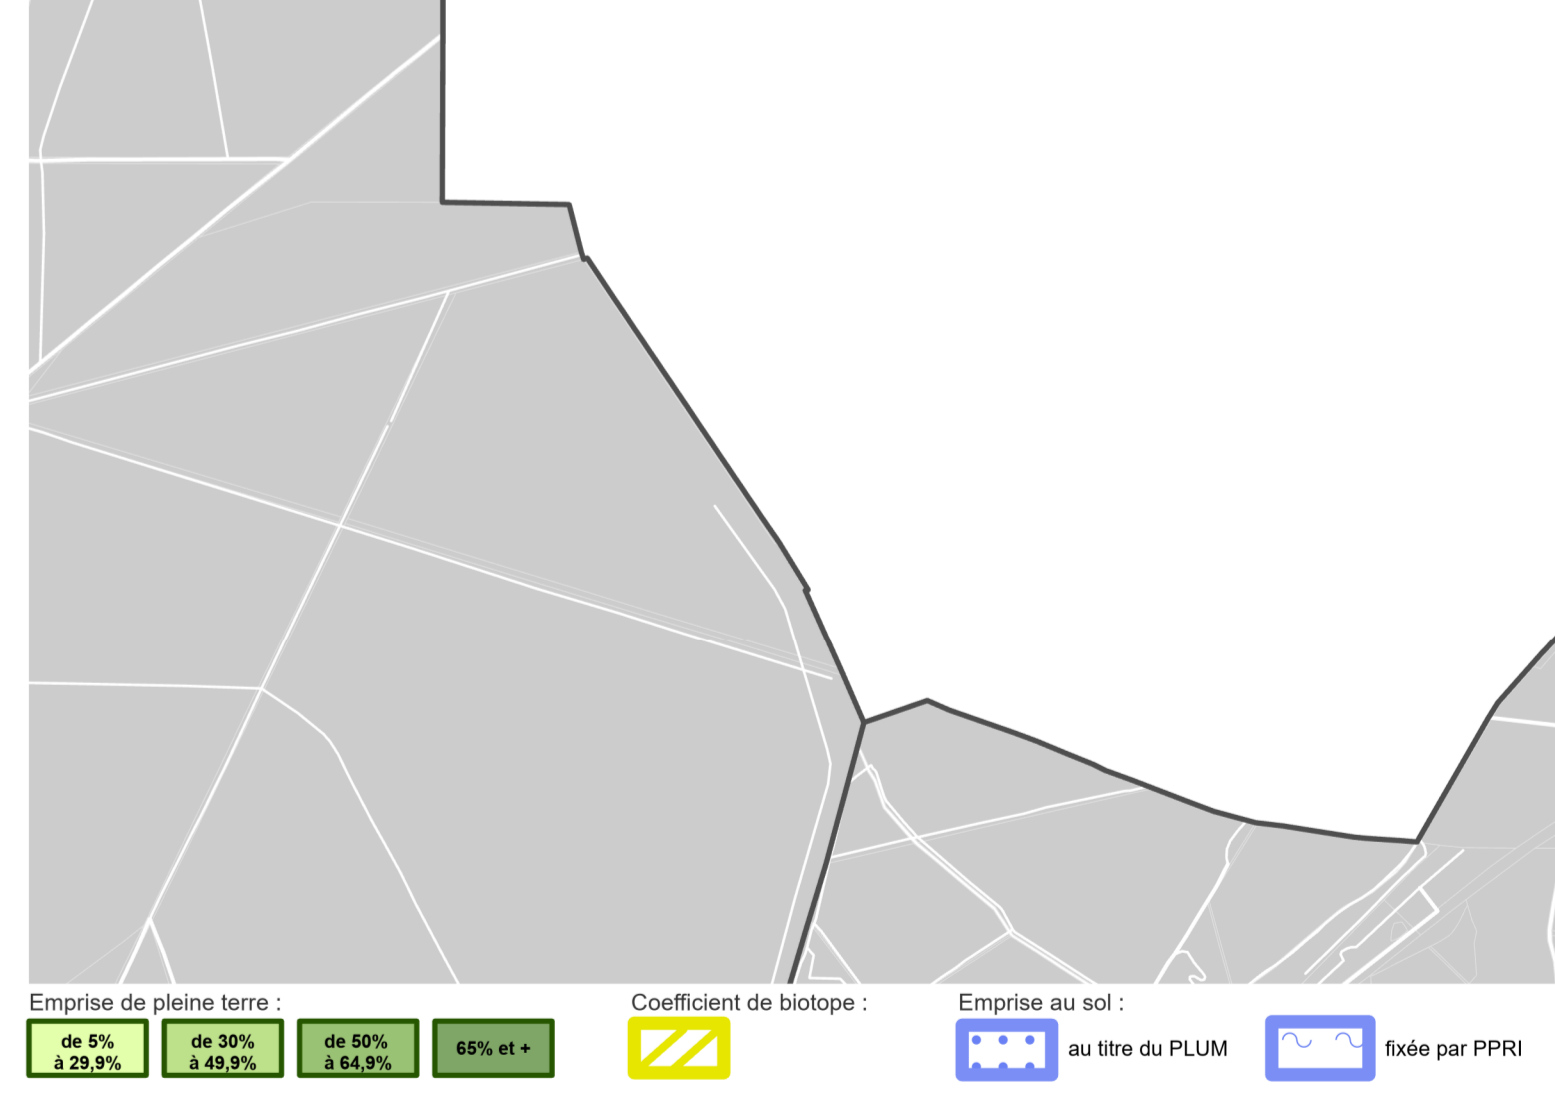 Emprise de pleine terre :
de 5%
à 29,9%
de 30%
à 49,9%
de 50%
à 64,9%
65% et +
Coefficient de biotope :
Emprise au sol :
au titre du PLUM
fixée par PPRI